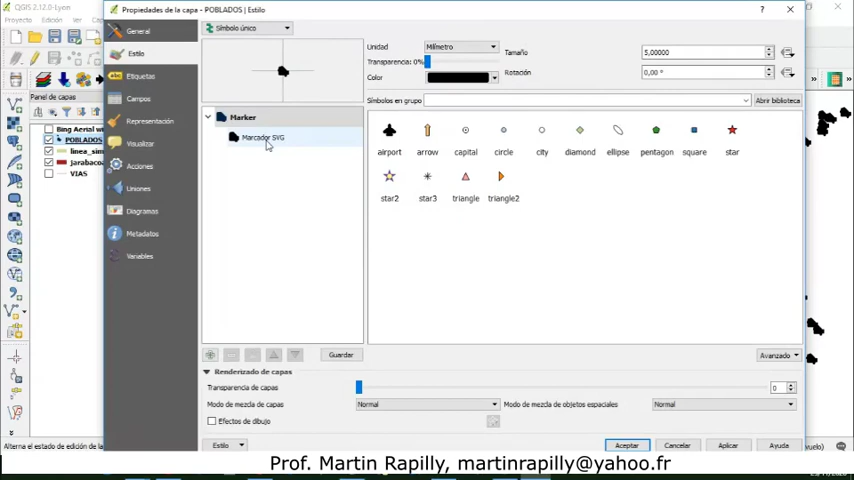 QGIS 2.12.0-Lyon
Propiedades de la capa - POBLADOS | Estilo
?
Proyecto Edición Ver
Panel de capas
Bing Aerial w
POBLADOS
linea_sim
Jarabacoa
VIAS
General
Estilo
Etiquetas
Campos
Representación
Visualizar
Acciones
Uniones
Diagramas
Metadatos
Variables
Símbolo único
Marker
Marcador SVG
Guardar
Unidad Milímetro
Transparencia: 0%
Color
Tamaño 5,00000
Rotación 0,00 °
Símbolos en grupo Abrir biblioteca
airport arrow capital circle city diamond ellipse pentagon square star
star2 star3 triangle triangle2
Avanzado
Renderizado de capas
Transparencia de capas 0
Modo de mezcla de capas Normal Modo de mezcla de objetos espaciales Normal
Efectos de dibujo
Estilo Aceptar Cancelar Aplicar Ayuda
Alterna el estado de edición de la
vuelo)
Prof. Martin Rapilly, martinrapilly@yahoo.fr